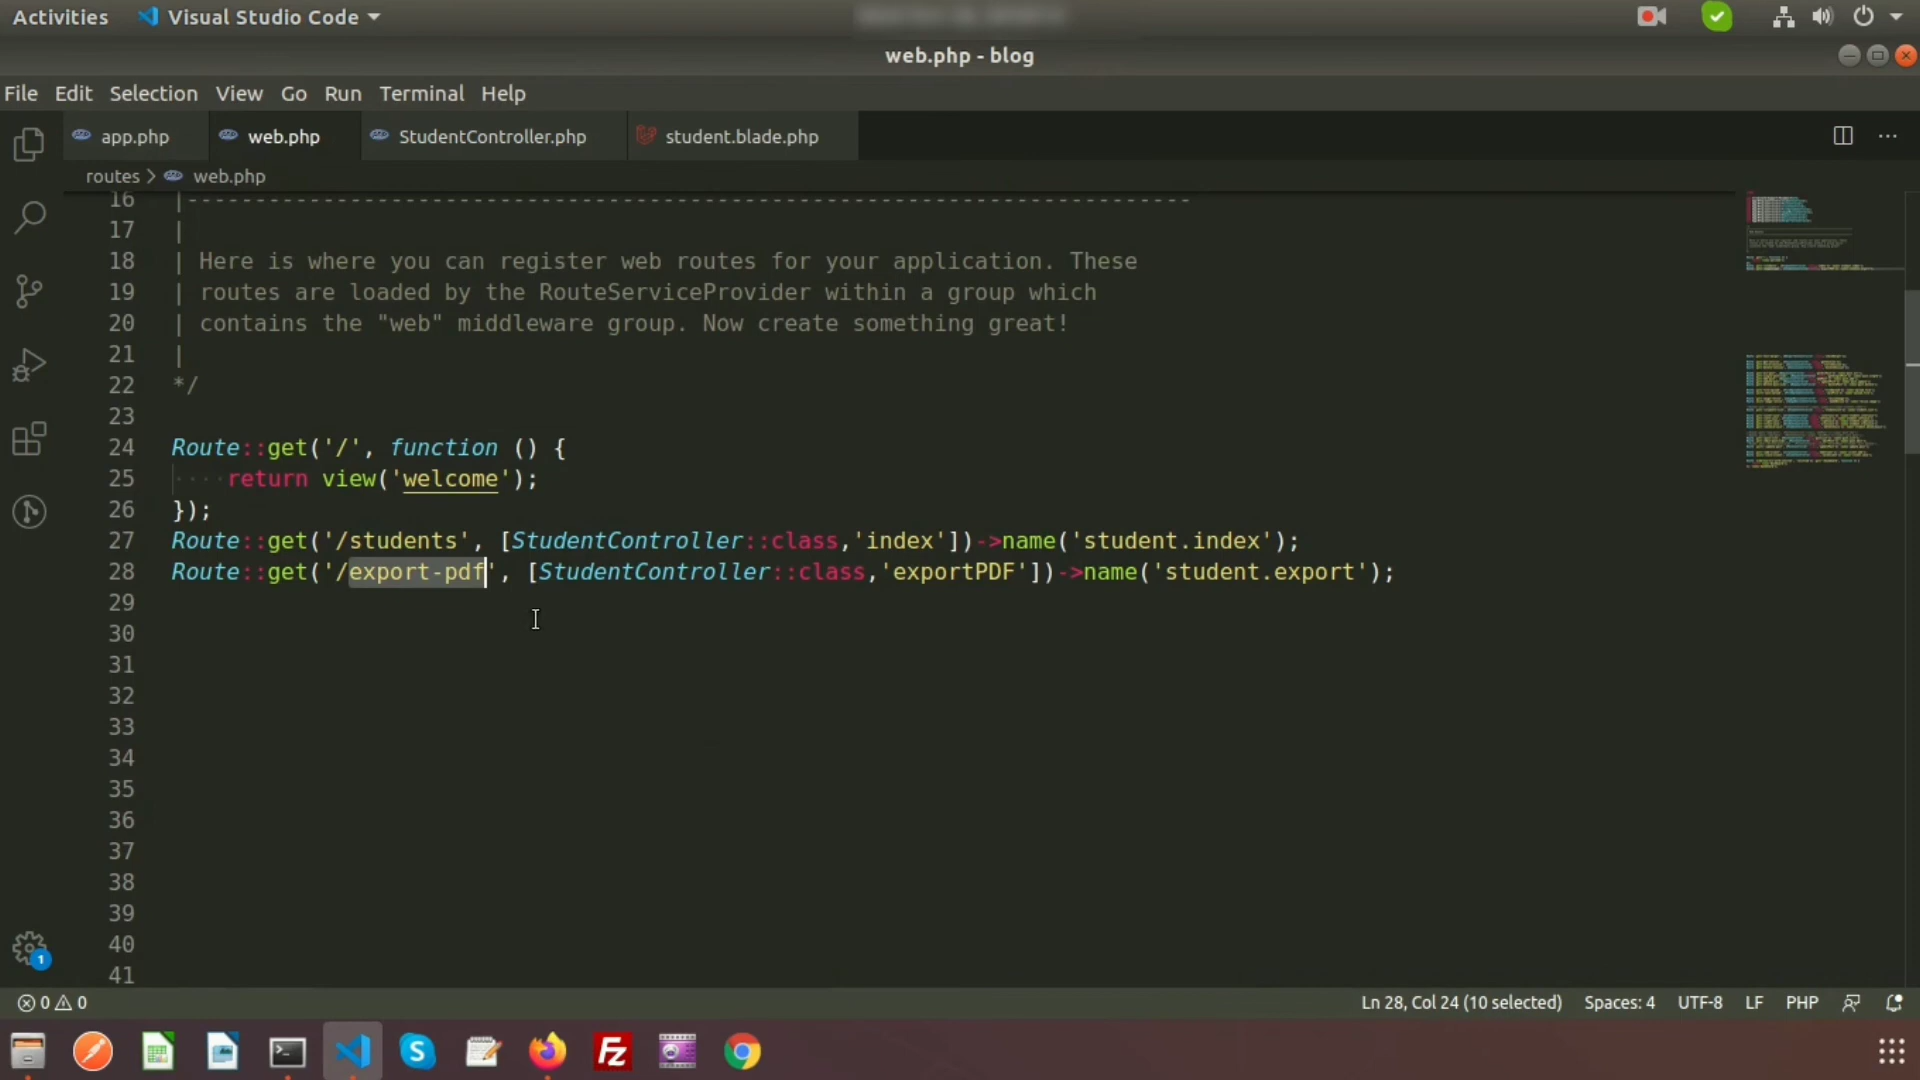 Activities Visual Studio Code
web.php - blog
File Edit Selection View Go Run Terminal Help
app.php web.php StudentController.php student.blade.php
routes > web.php
16 |--------------------------------------------------------------------------
17 |
18 | Here is where you can register web routes for your application. These
19 | routes are loaded by the RouteServiceProvider within a group which
20 | contains the "web" middleware group. Now create something great!
21 |
22 */
23
24 Route::get('/', function () {
25 ····return view('welcome');
26 });
27 Route::get('/students', [StudentController::class,'index'])->name('student.index');
28 Route::get('/export-pdf', [StudentController::class,'exportPDF'])->name('student.export');
29
30
31
32
33
34
35
36
37
38
39
40
41
1
0 0 Ln 28, Col 24 (10 selected) Spaces: 4 UTF-8 LF PHP
S Fz